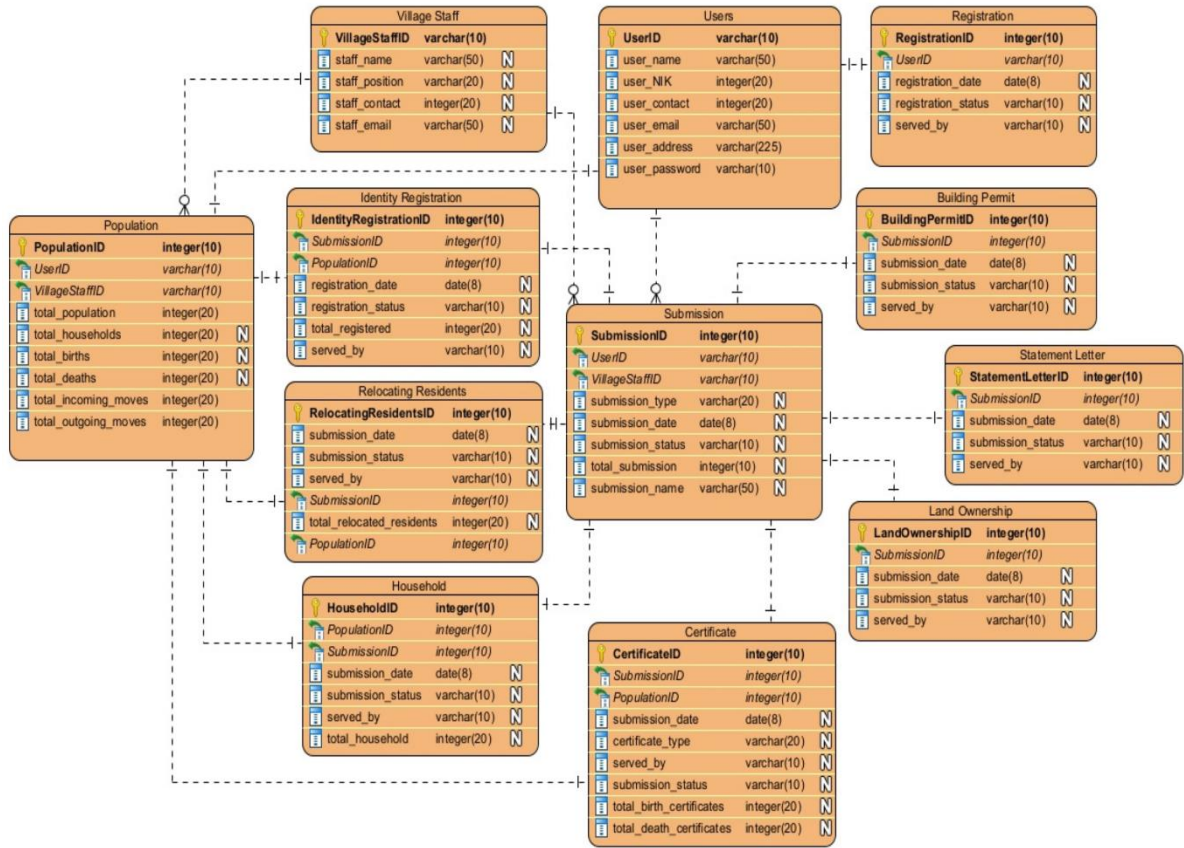 Village Staff
VillageStaffID varchar(10)
staff_name varchar(50) N
staff_position varchar(20) N
staff_contact integer(20) N
staff_email varchar(50) N
Users
UserID varchar(10)
user_name varchar(50)
user_NIK integer(20)
user_contact integer(20)
user_email varchar(50)
user_address varchar(225)
user_password varchar(10)
Registration
RegistrationID integer(10)
UserID varchar(10)
registration_date date(8) N
registration_status varchar(10) N
served_by varchar(10) N
Population
PopulationID integer(10)
UserID varchar(10)
VillageStaffID varchar(10)
total_population integer(20)
total_households integer(20) N
total_births integer(20) N
total_deaths integer(20) N
total_incoming_moves integer(20)
total_outgoing_moves integer(20)
Identity Registration
IdentityRegistrationID integer(10)
SubmissionID integer(10)
PopulationID integer(10)
registration_date date(8) N
registration_status varchar(10) N
total_registered integer(20) N
served_by varchar(10) N
Building Permit
BuildingPermitID integer(10)
SubmissionID integer(10)
submission_date date(8) N
submission_status varchar(10) N
served_by varchar(10) N
Submission
SubmissionID integer(10)
UserID varchar(10)
VillageStaffID varchar(10)
submission_type varchar(20) N
submission_date date(8) N
submission_status varchar(10) N
total_submission integer(10) N
submission_name varchar(50) N
Statement Letter
StatementLetterID integer(10)
SubmissionID integer(10)
submission_date date(8) N
submission_status varchar(10) N
served_by varchar(10) N
Relocating Residents
RelocatingResidentsID integer(10)
submission_date date(8) N
submission_status varchar(10) N
served_by varchar(10) N
SubmissionID integer(10)
total_relocated_residents integer(20) N
PopulationID integer(10)
Land Ownership
LandOwnershipID integer(10)
SubmissionID integer(10)
submission_date date(8) N
submission_status varchar(10) N
served_by varchar(10) N
Household
HouseholdID integer(10)
PopulationID integer(10)
SubmissionID integer(10)
submission_date date(8) N
submission_status varchar(10) N
served_by varchar(10) N
total_household integer(20) N
Certificate
CertificateID integer(10)
SubmissionID integer(10)
PopulationID integer(10)
submission_date date(8) N
certificate_type varchar(20) N
served_by varchar(10) N
submission_status varchar(10) N
total_birth_certificates integer(20) N
total_death_certificates integer(20) N